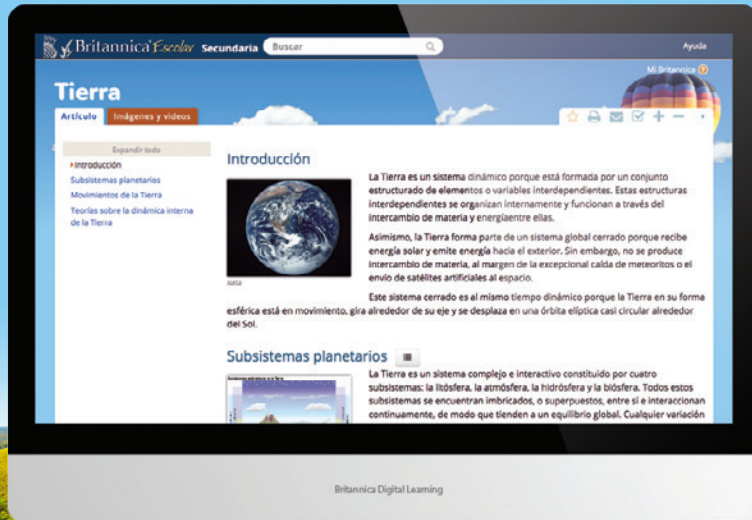 Britannica Escolar Secundaria Buscar
Ayuda
Mi Britannica
Tierra
Artículo Imágenes y videos
Expandir todo
Introducción
Subsistemas planetarios
Movimientos de la Tierra
Teorías sobre la dinámica interna
de la Tierra
Introducción
La Tierra es un sistema dinámico porque está formada por un conjunto
estructurado de elementos o variables interdependientes. Estas estructuras
interdependientes se organizan internamente y funcionan a través del
intercambio de materia y energíaentre ellas.
Asimismo, la Tierra forma parte de un sistema global cerrado porque recibe
energía solar y emite energía hacia el exterior. Sin embargo, no se produce
intercambio de materia, al margen de la excepcional caída de meteoritos o el
envío de satélites artificiales al espacio.
NASA
Este sistema cerrado es al mismo tiempo dinámico porque la Tierra en su forma
esférica está en movimiento, gira alrededor de su eje y se desplaza en una órbita elíptica casi circular alrededor
del Sol.
Subsistemas planetarios
La Tierra es un sistema complejo e interactivo constituido por cuatro
subsistemas: la litósfera, la atmósfera, la hidrósfera y la biósfera. Todos estos
subsistemas se encuentran imbricados, o superpuestos, entre sí e interaccionan
continuamente, de modo que tienden a un equilibrio global. Cualquier variación
Britannica Digital Learning